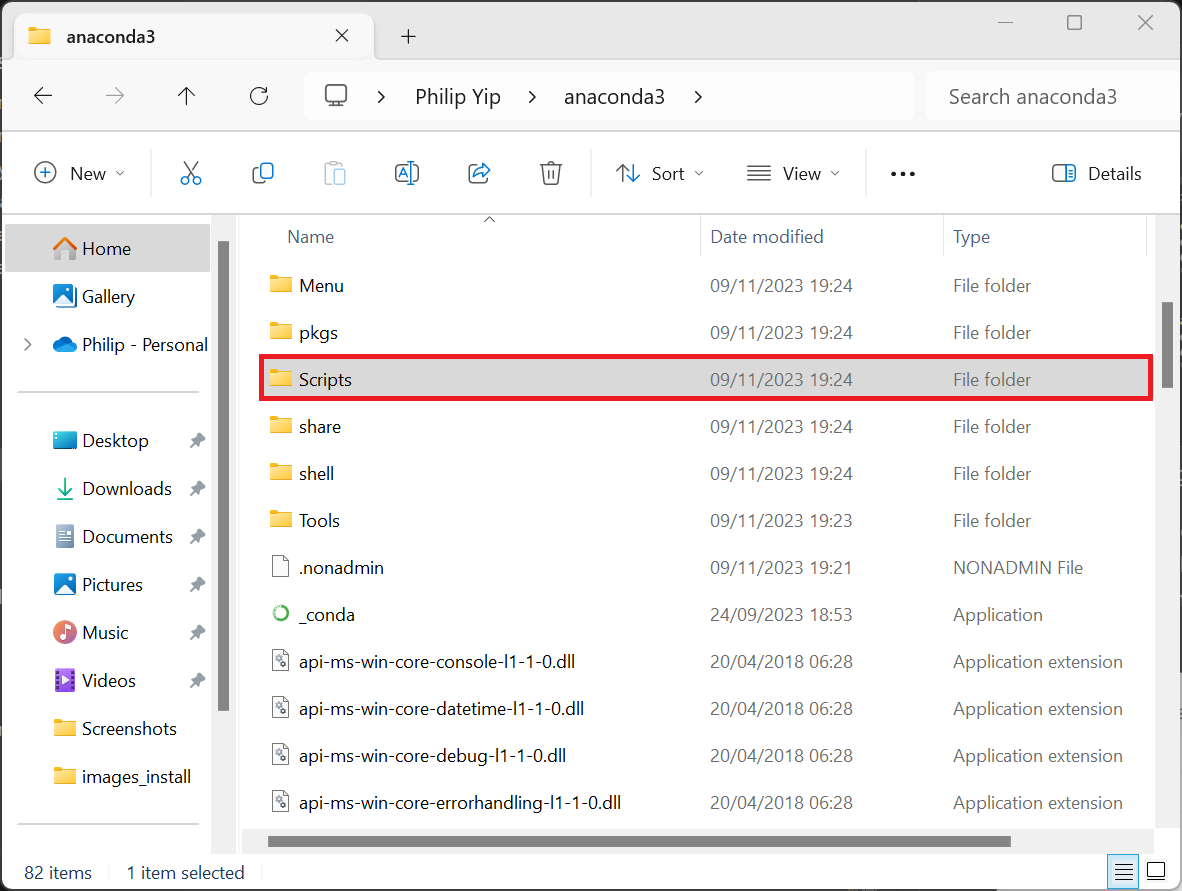 anaconda3
Philip Yip anaconda3 Search anaconda3
New Sort View Details
Name Date modified Type
Home
Gallery
Philip - Personal
Desktop
Downloads
Documents
Pictures
Music
Videos
Screenshots
images_install
Menu 09/11/2023 19:24 File folder
pkgs 09/11/2023 19:24 File folder
Scripts 09/11/2023 19:24 File folder
share 09/11/2023 19:24 File folder
shell 09/11/2023 19:24 File folder
Tools 09/11/2023 19:23 File folder
.nonadmin 09/11/2023 19:21 NONADMIN File
_conda 24/09/2023 18:53 Application
api-ms-win-core-console-l1-1-0.dll 20/04/2018 06:28 Application extension
api-ms-win-core-datetime-l1-1-0.dll 20/04/2018 06:28 Application extension
api-ms-win-core-debug-l1-1-0.dll 20/04/2018 06:28 Application extension
api-ms-win-core-errorhandling-l1-1-0.dll 20/04/2018 06:28 Application extension
82 items 1 item selected